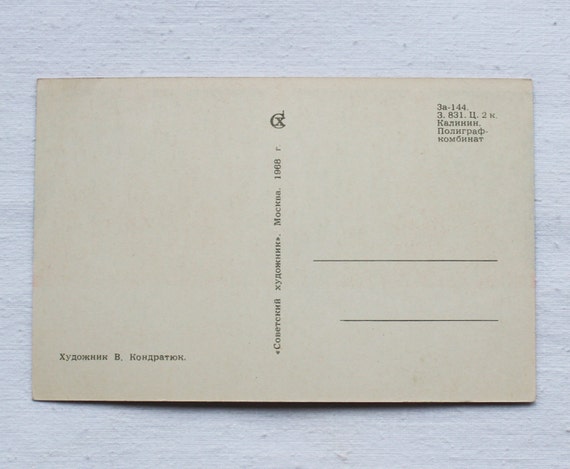 За-144.
З. 831. Ц. 2 к.
Калинин.
Полиграф-
комбинат
«Советский художник». Москва. 1968 г
Художник В. Кондратюк.